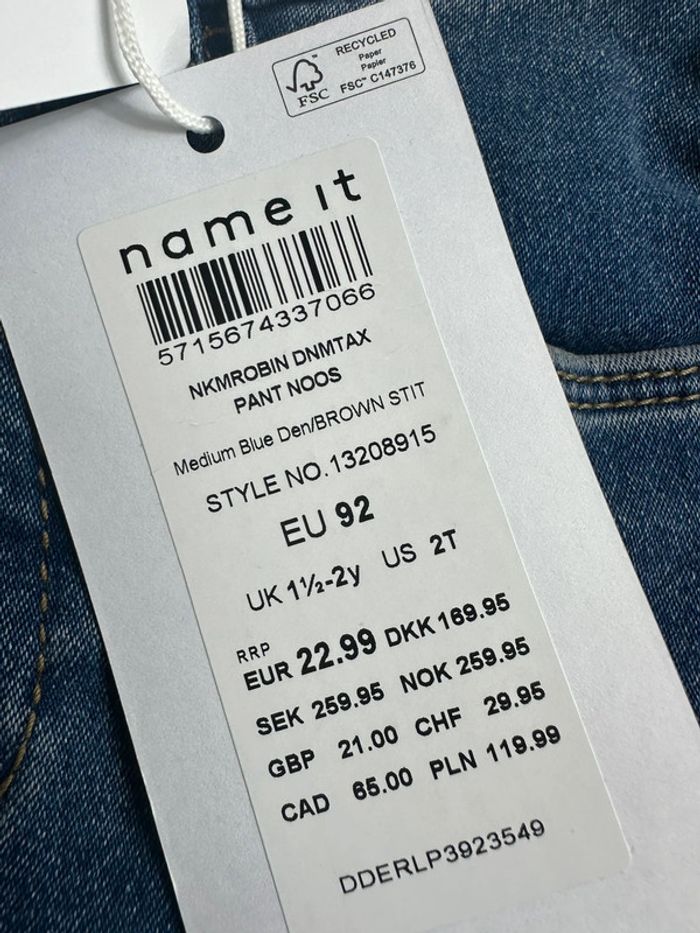 RECYCLED
Paper
Papier
FSC™ C147376
FSC
name it
5715674337066
NKMROBIN DNMTAX
PANT NOOS
Medium Blue Den/BROWN STIT
STYLE NO.13208915
EU 92
UK 1½-2y US 2T
RRP
EUR 22.99 DKK 169.95
SEK 259.95 NOK 259.95
GBP 21.00 CHF 29.95
CAD 65.00 PLN 119.99
DDERLP3923549